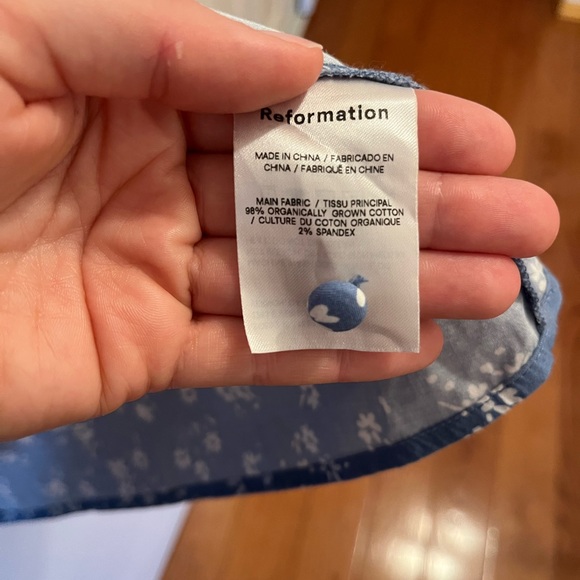 Reformation
MADE IN CHINA / FABRICADO EN
CHINA / FABRIQUÉ EN CHINE
MAIN FABRIC / TISSU PRINCIPAL
98% ORGANICALLY GROWN COTTON
/ CULTURE DU COTON ORGANIQUE
2% SPANDEX